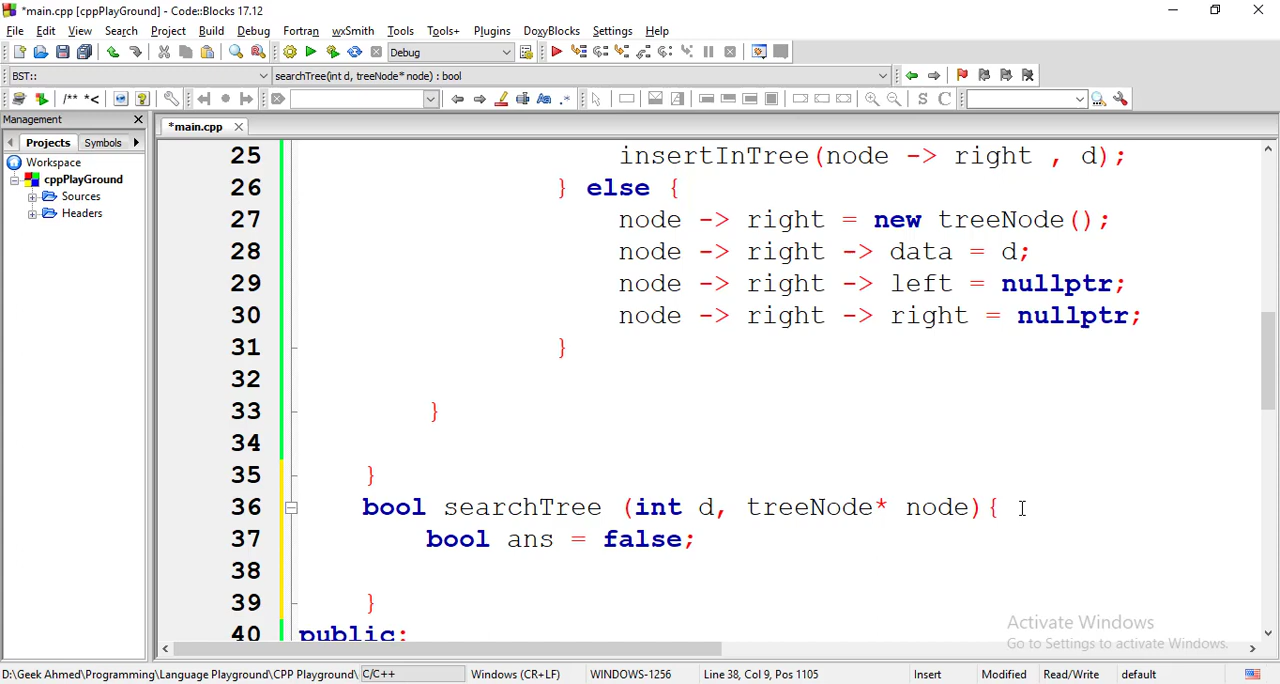 *main.cpp [cppPlayGround] - Code::Blocks 17.12
File Edit View Search Project Build Debug Fortran wxSmith Tools Tools+ Plugins DoxyBlocks Settings Help
Debug
BST:: searchTree(int d, treeNode* node) : bool
/** *< S C
Management
*main.cpp
Projects Symbols
Workspace
cppPlayGround
Sources
Headers
25 insertInTree(node -> right , d);
26 } else {
27 node -> right = new treeNode();
28 node -> right -> data = d;
29 node -> right -> left = nullptr;
30 node -> right -> right = nullptr;
31 }
32
33 }
34
35 }
36 bool searchTree (int d, treeNode* node){
37 bool ans = false;
38
39 }
40 public:
Activate Windows
Go to Settings to activate Windows.
D:\Geek Ahmed\Programming\Language Playground\CPP Playground\ C/C++ Windows (CR+LF) WINDOWS-1256 Line 38, Col 9, Pos 1105 Insert Modified Read/Write default